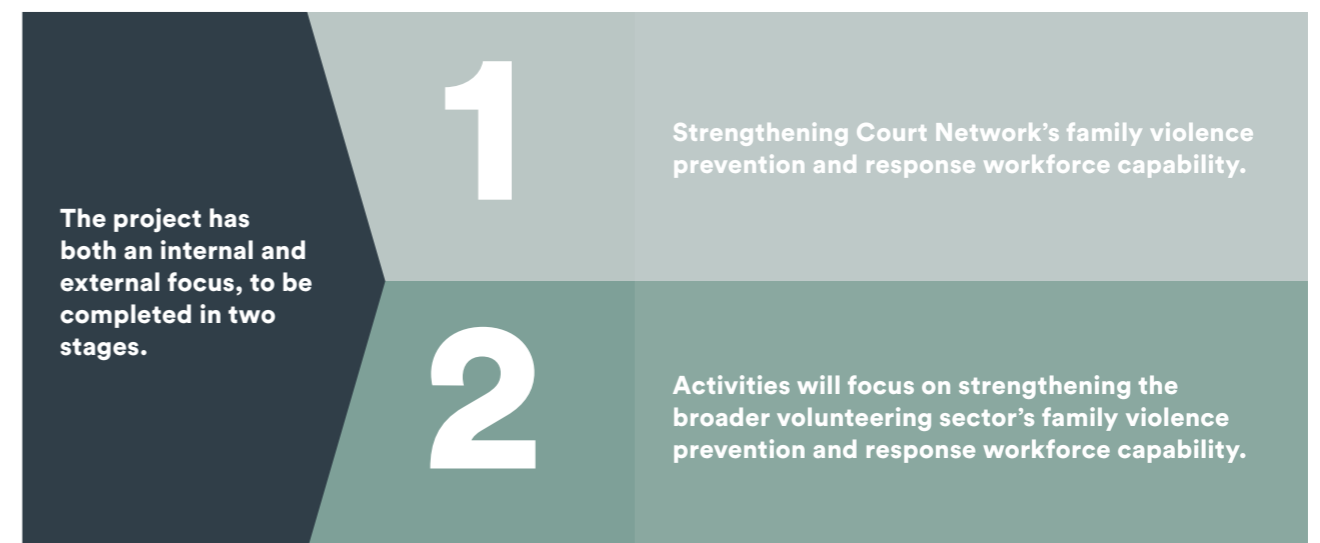 The project has
both an internal and
external focus, to be
completed in two
stages.
1
Strengthening Court Network’s family violence
prevention and response workforce capability.
2
Activities will focus on strengthening the
broader volunteering sector’s family violence
prevention and response workforce capability.